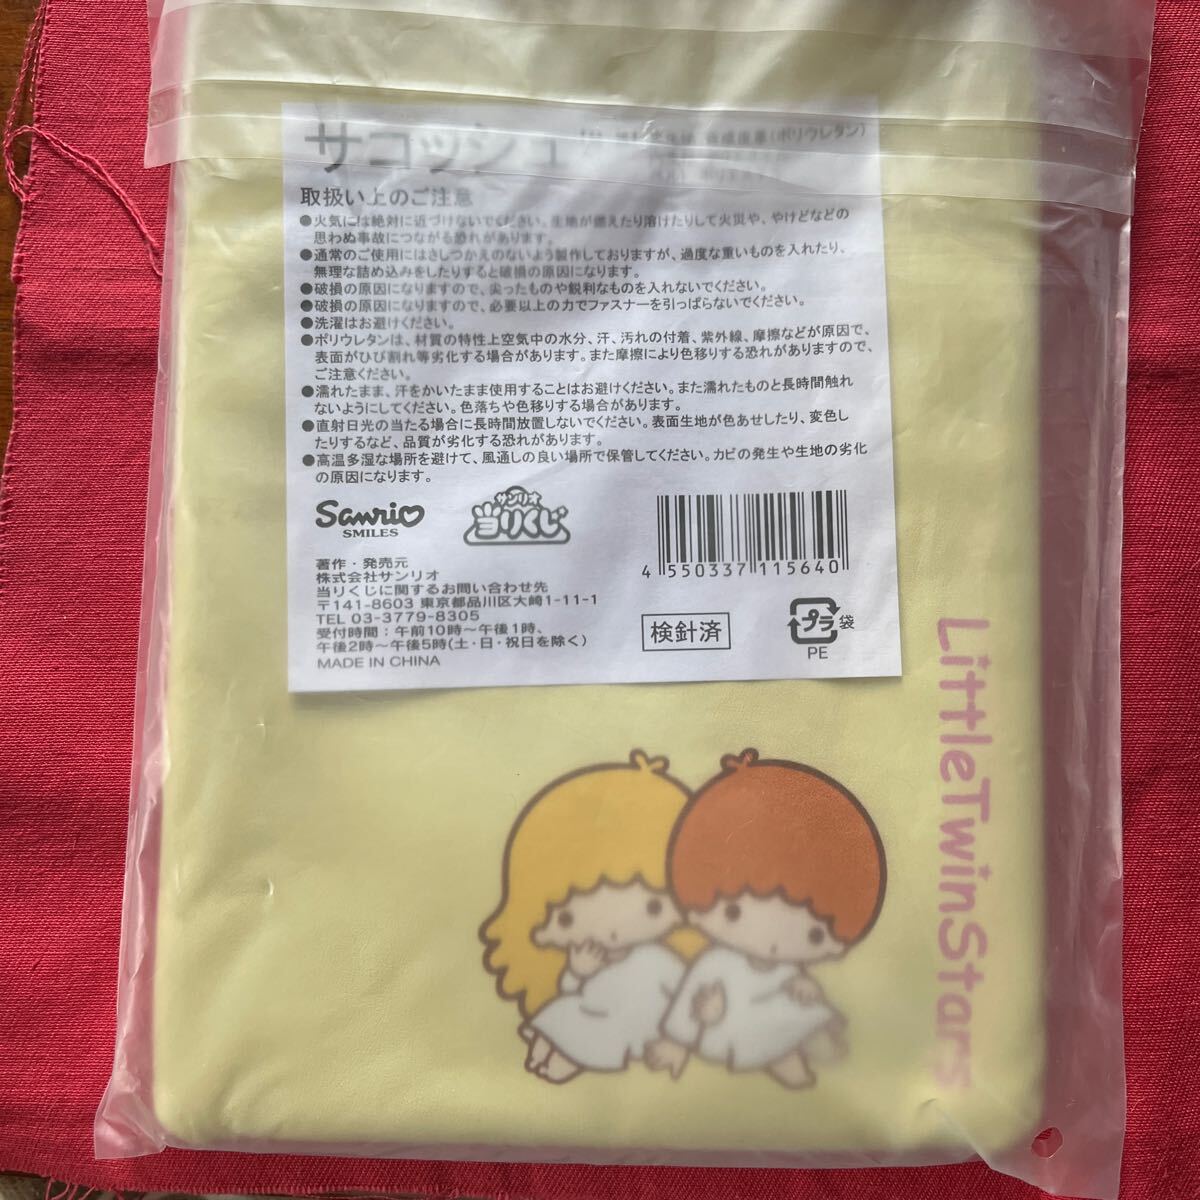 サコッシュ
合成皮革(ポリウレタン)
取扱い上のご注意
●火気には絶対に近づけないでください。生地が燃えたり溶けたりして火災や、やけどなどの
思わぬ事故につながる恐れがあります。
●通常のご使用にはさしつかえのないよう製作しておりますが、過度な重いものを入れたり、
無理な詰め込みをしたりすると破損の原因になります。
●破損の原因になりますので、尖ったものや鋭利なものを入れないでください。
●破損の原因になりますので、必要以上の力でファスナーを引っぱらないでください。
●洗濯はお避けください。
●ポリウレタンは、材質の特性上空気中の水分、汗、汚れの付着、紫外線、摩擦などが原因で、
表面がひび割れ等劣化する場合があります。また摩擦により色移りする恐れがありますので、
ご注意ください。
●濡れたまま、汗をかいたまま使用することはお避けください。また濡れたものと長時間触れ
ないようにしてください。色落ちや色移りする場合があります。
●直射日光の当たる場合に長時間放置しないでください。表面生地が色あせしたり、変色し
たりするなど、品質が劣化する恐れがあります。
●高温多湿な場所を避けて、風通しの良い場所で保管してください。カビの発生や生地の劣化
の原因になります。
Sanrio
SMILES
サンリオ
当りくじ
4 550337 115640
著作・発売元
株式会社サンリオ
当りくじに関するお問い合わせ先
〒141-8603 東京都品川区大崎1-11-1
TEL 03-3779-8305
受付時間：午前10時～午後1時、
午後2時～午後5時(土・日・祝日を除く)
MADE IN CHINA
検針済
プラ 袋
PE
LittleTwinStars